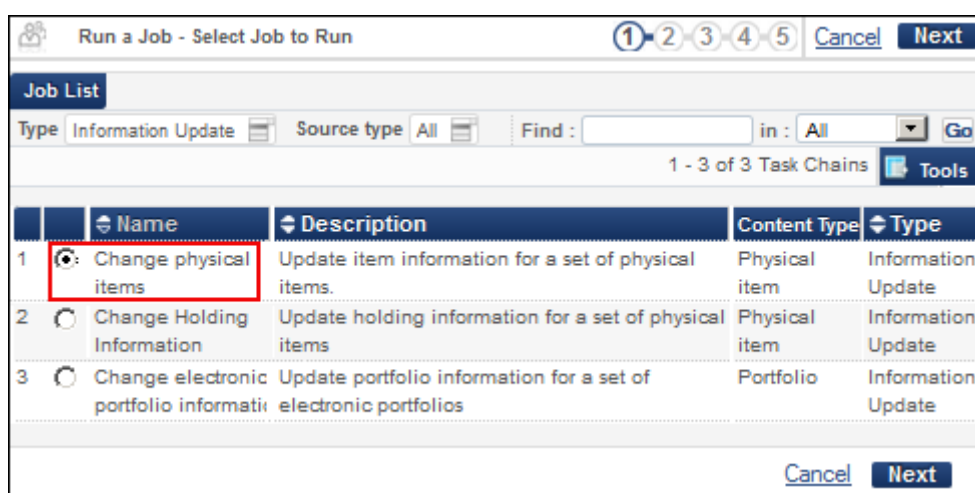 Run a Job - Select Job to Run 1 2 3 4 5 Cancel Next
Job List
Type Information Update Source type All Find : in : All Go
1 - 3 of 3 Task Chains Tools
Name Description Content Type Type
1 Change physical Update item information for a set of physical Physical Information
items items. item Update
2 Change Holding Update holding information for a set of physical Physical Information
Information items item Update
3 Change electronic Update portfolio information for a set of Portfolio Information
portfolio informati electronic portfolios Update
Cancel Next